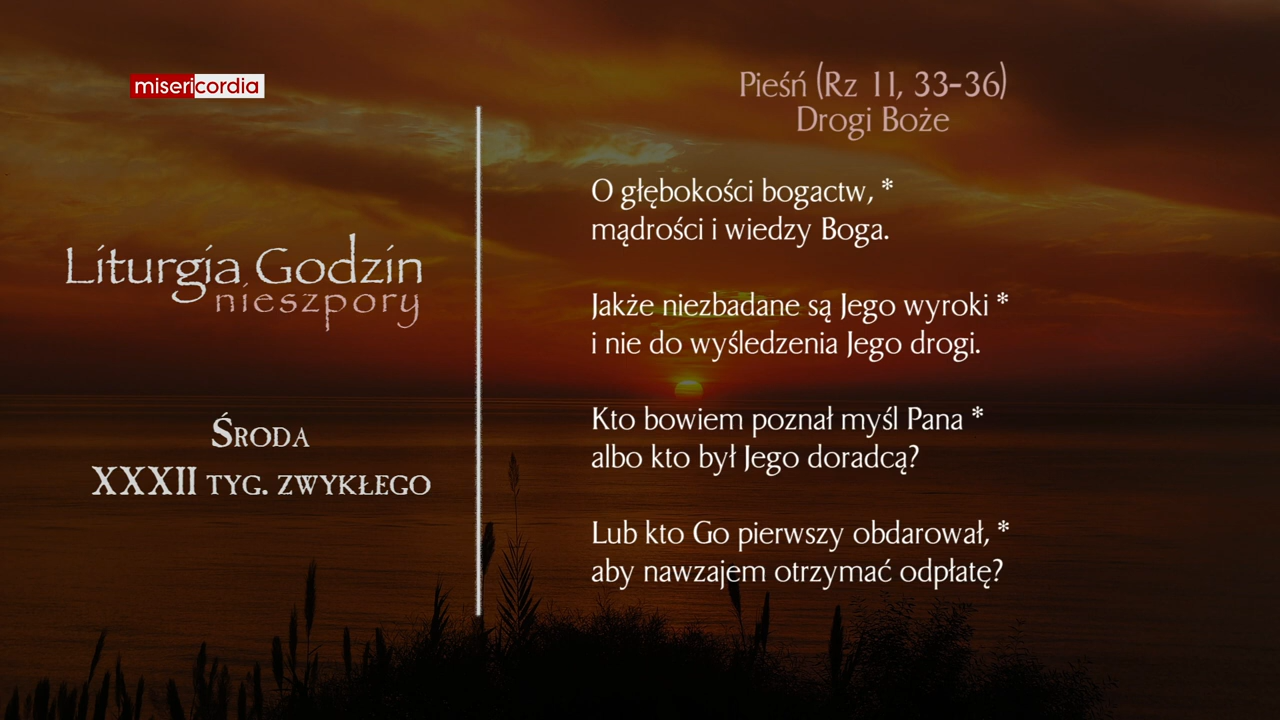 misericordia
Liturgia Godzin
nieszpory
Środa
XXXII tyg. zwykłego
Pieśń (Rz 11, 33-36)
Drogi Boże
O głębokości bogactw, *
mądrości i wiedzy Boga.
Jakże niezbadane są Jego wyroki *
i nie do wyśledzenia Jego drogi.
Kto bowiem poznał myśl Pana *
albo kto był Jego doradcą?
Lub kto Go pierwszy obdarował, *
aby nawzajem otrzymać odpłatę?